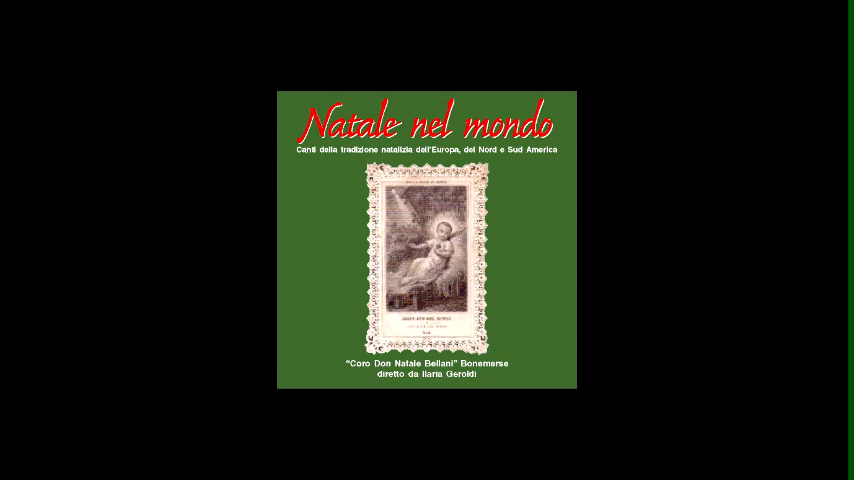 Natale nel mondo
Canti della tradizione natalizia dell'Europa, del Nord e Sud America
"Coro Don Natale Bellani" Bonemerse
diretto da Ilaria Geroldi